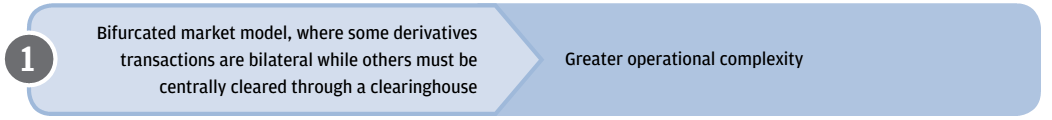 1
Bifurcated market model, where some derivatives
transactions are bilateral while others must be
centrally cleared through a clearinghouse
Greater operational complexity